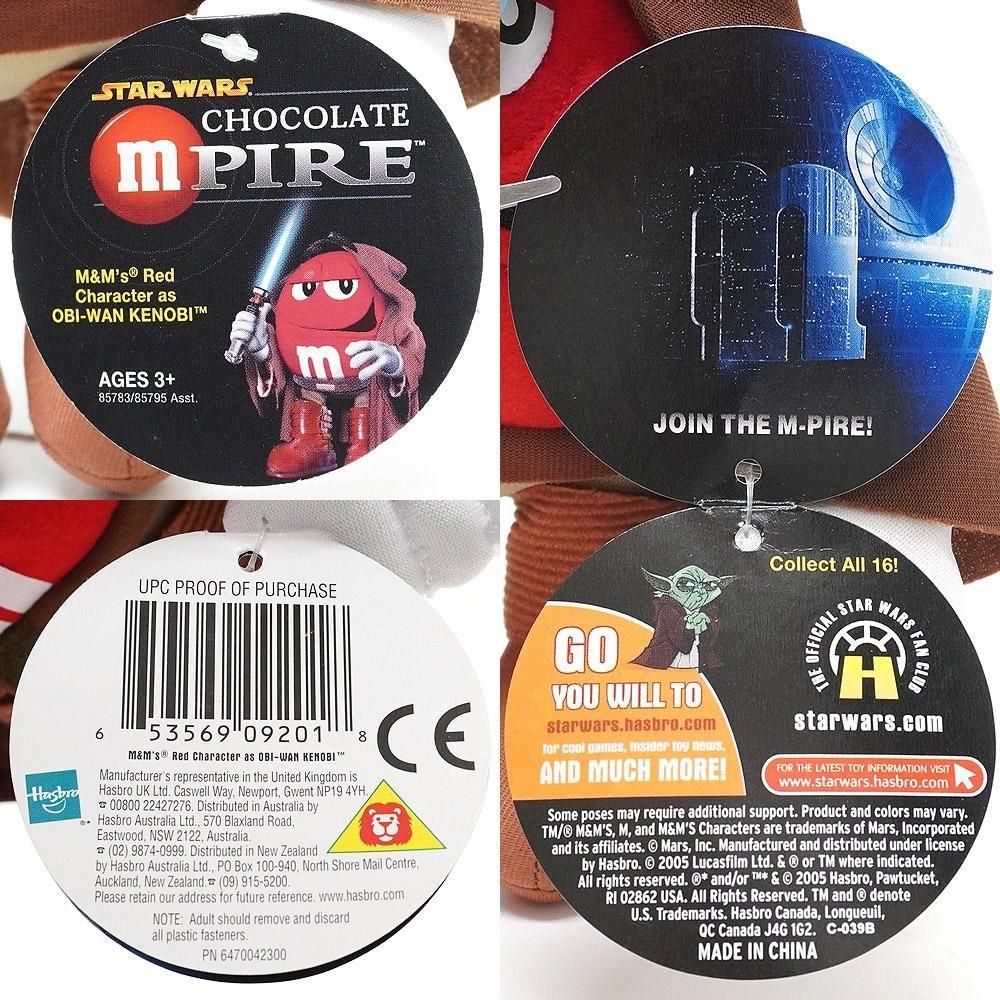 STAR WARS.
CHOCOLATE
mPIRE™
M&M's® Red
Character as
OBI-WAN KENOBI™
m
AGES 3+
85783/85795 Asst.
m
JOIN THE M-PIRE!
UPC PROOF OF PURCHASE
6 53569 09201 8
CE
M&M's® Red Character as OBI-WAN KENOBI™
Manufacturer's representative in the United Kingdom is
Hasbro UK Ltd. Caswell Way, Newport, Gwent NP19 4YH.
☎ 00800 22427276. Distributed in Australia by
Hasbro Australia Ltd., 570 Blaxland Road,
Eastwood, NSW 2122, Australia.
☎ (02) 9874-0999. Distributed in New Zealand
by Hasbro Australia Ltd., PO Box 100-940, North Shore Mail Centre,
Auckland, New Zealand.☎ (09) 915-5200.
Please retain our address for future reference. www.hasbro.com
Hasbro
®*
NOTE: Adult should remove and discard
all plastic fasteners.
PN 6470042300
Collect All 16!
GO
YOU WILL TO
starwars.hasbro.com
for cool games, insider toy news,
AND MUCH MORE!
THE OFFICIAL STAR WARS FAN CLUB
H
starwars.com
FOR THE LATEST TOY INFORMATION VISIT
www.starwars.hasbro.com
Some poses may require additional support. Product and colors may vary.
TM/® M&M'S, M, and M&M'S Characters are trademarks of Mars, Incorporated
and its affiliates. © Mars, Inc. Manufactured and distributed under license
by Hasbro. © 2005 Lucasfilm Ltd. & ® or TM where indicated.
All rights reserved. ®* and/or ™* & © 2005 Hasbro, Pawtucket,
RI 02862 USA. All Rights Reserved. TM and ® denote
U.S. Trademarks. Hasbro Canada, Longueuil,
QC Canada J4G 1G2. C-039B
MADE IN CHINA